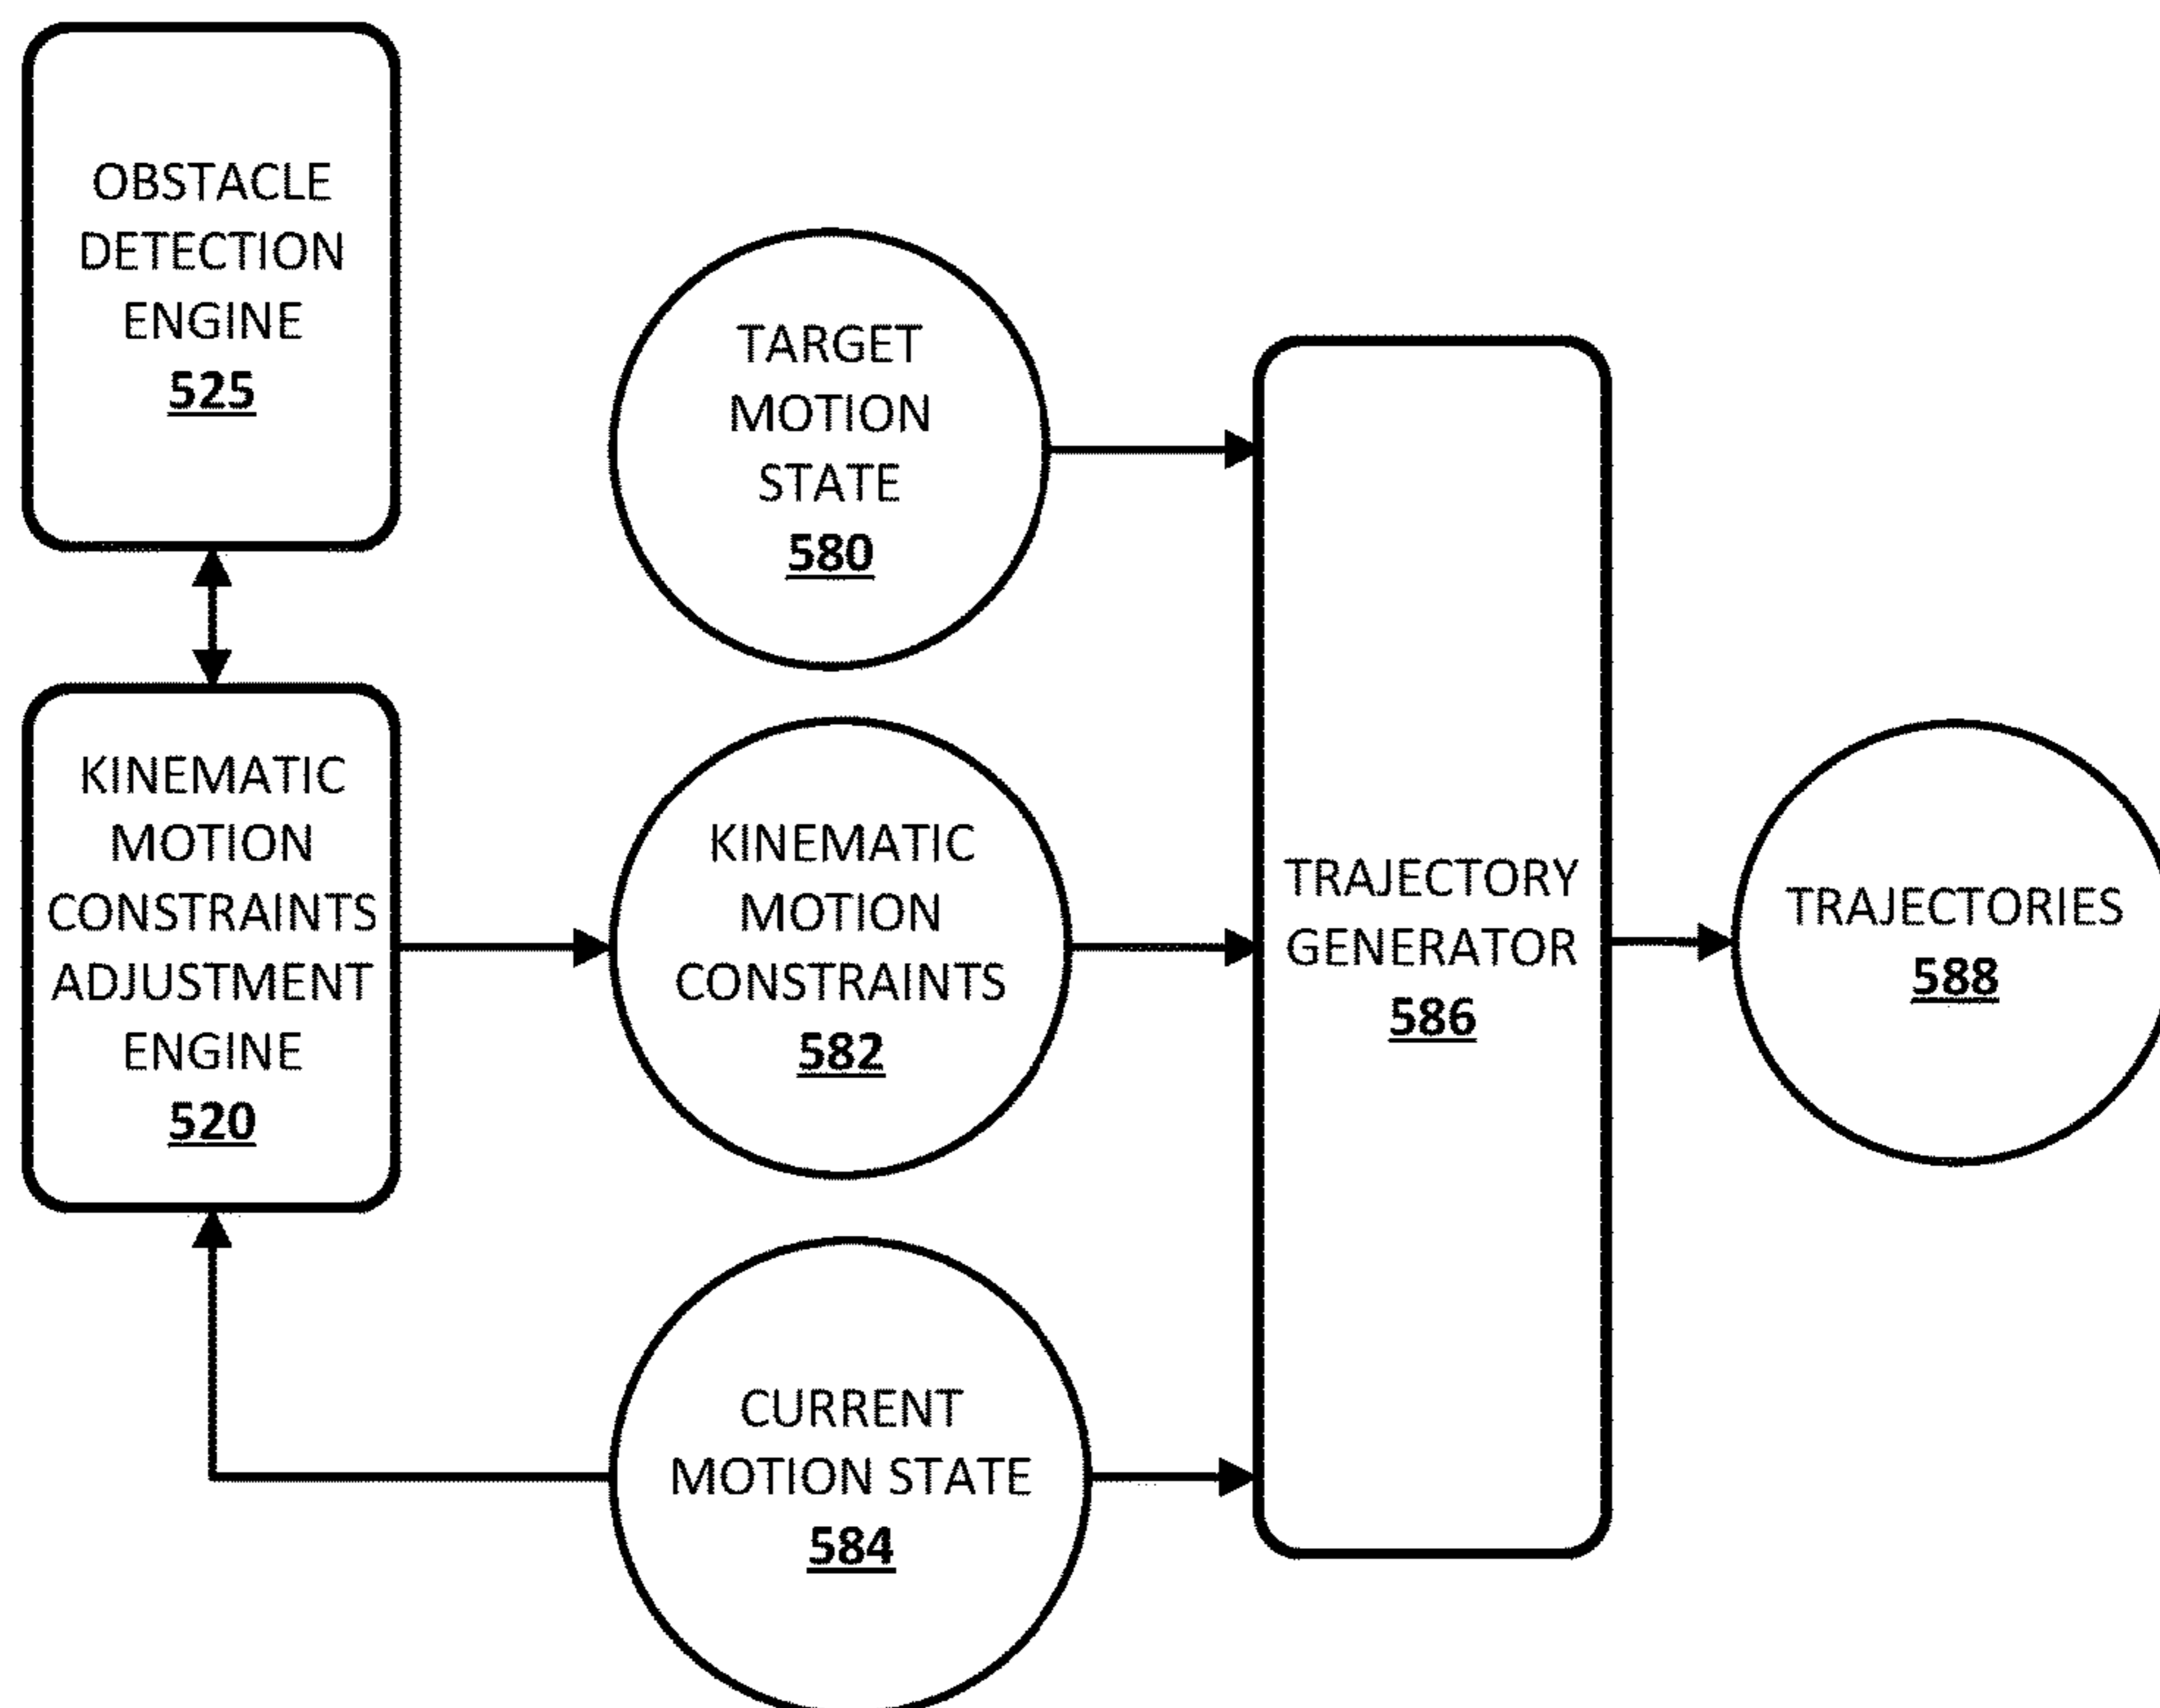 OBSTACLE
DETECTION
ENGINE
525
TARGET
MOTION
STATE
580
KINEMATIC
MOTION
CONSTRAINTS
ADJUSTMENT
ENGINE
520
KINEMATIC
MOTION
CONSTRAINTS
582
TRAJECTORY
GENERATOR
586
TRAJECTORIES
588
CURRENT
MOTION STATE
584